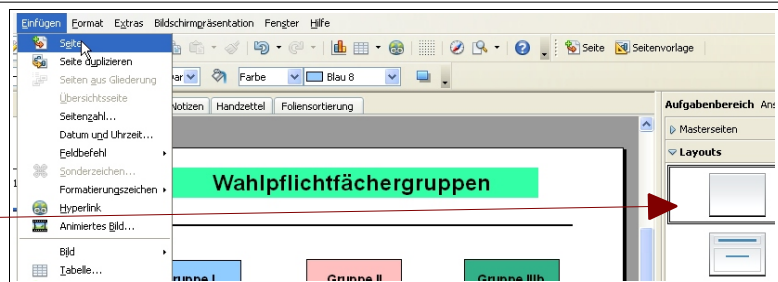 Einfügen Format Extras Bildschirmpräsentation Fenster Hilfe
Seite
Seite Seitenvorlage
Seite duplizieren
Seiten aus Gliederung
Farbe Blau 8
Übersichtsseite
Notizen Handzettel Foliensortierung
Aufgabenbereich
Seitenzahl...
Datum und Uhrzeit...
Masterseiten
Feldbefehl
Layouts
Sonderzeichen...
Formatierungszeichen
Wahlpflichtfächergruppen
Hyperlink
Animiertes Bild...
Bild
Tabelle...
Gruppe II
Gruppe IIIb